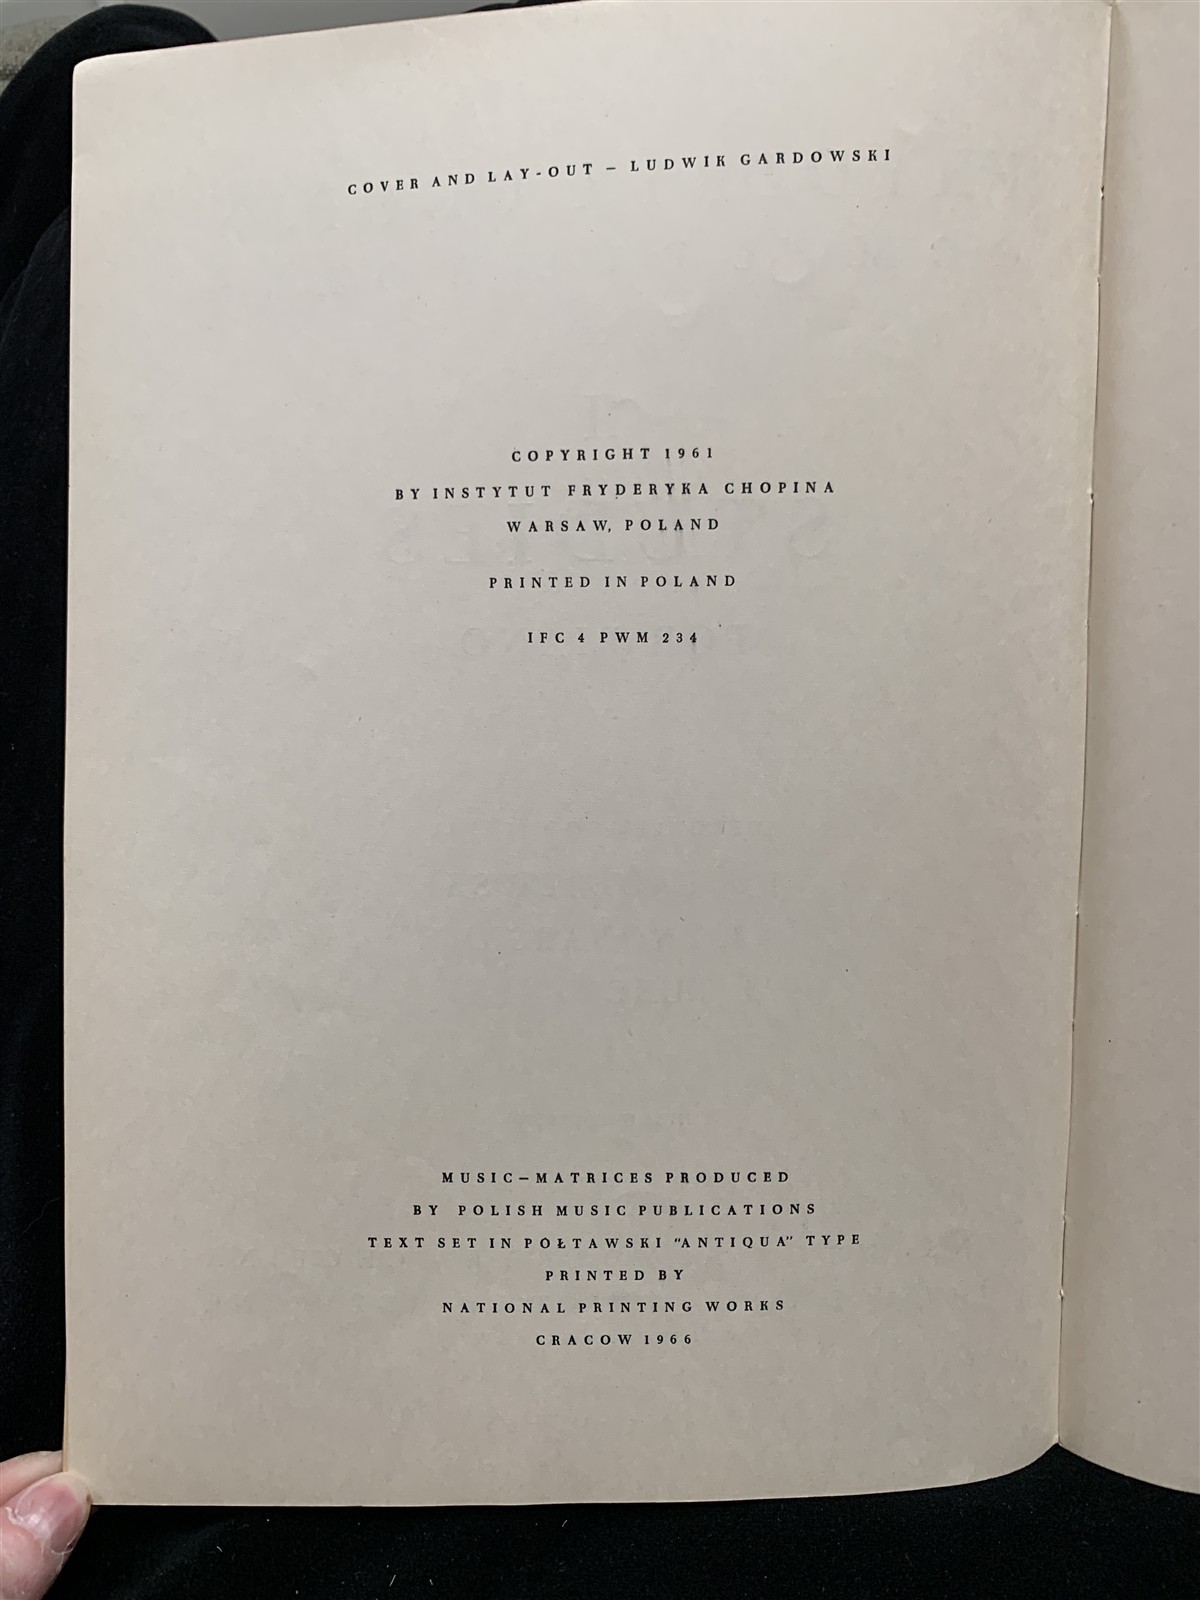 COVER AND LAY-OUT – LUDWIK GARDOWSKI
COPYRIGHT 1961
BY INSTYTUT FRYDERYKA CHOPINA
WARSAW, POLAND
PRINTED IN POLAND
IFC 4 PWM 234
MUSIC–MATRICES PRODUCED
BY POLISH MUSIC PUBLICATIONS
TEXT SET IN PÓŁTAWSKI "ANTIQUA" TYPE
PRINTED BY
NATIONAL PRINTING WORKS
CRACOW 1966